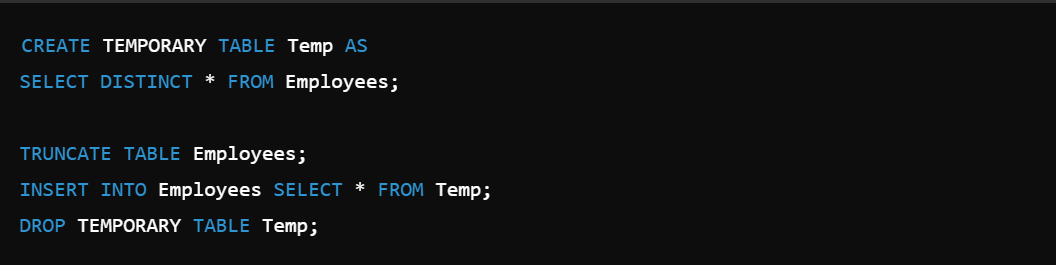 CREATE TEMPORARY TABLE Temp AS
SELECT DISTINCT * FROM Employees;
TRUNCATE TABLE Employees;
INSERT INTO Employees SELECT * FROM Temp;
DROP TEMPORARY TABLE Temp;